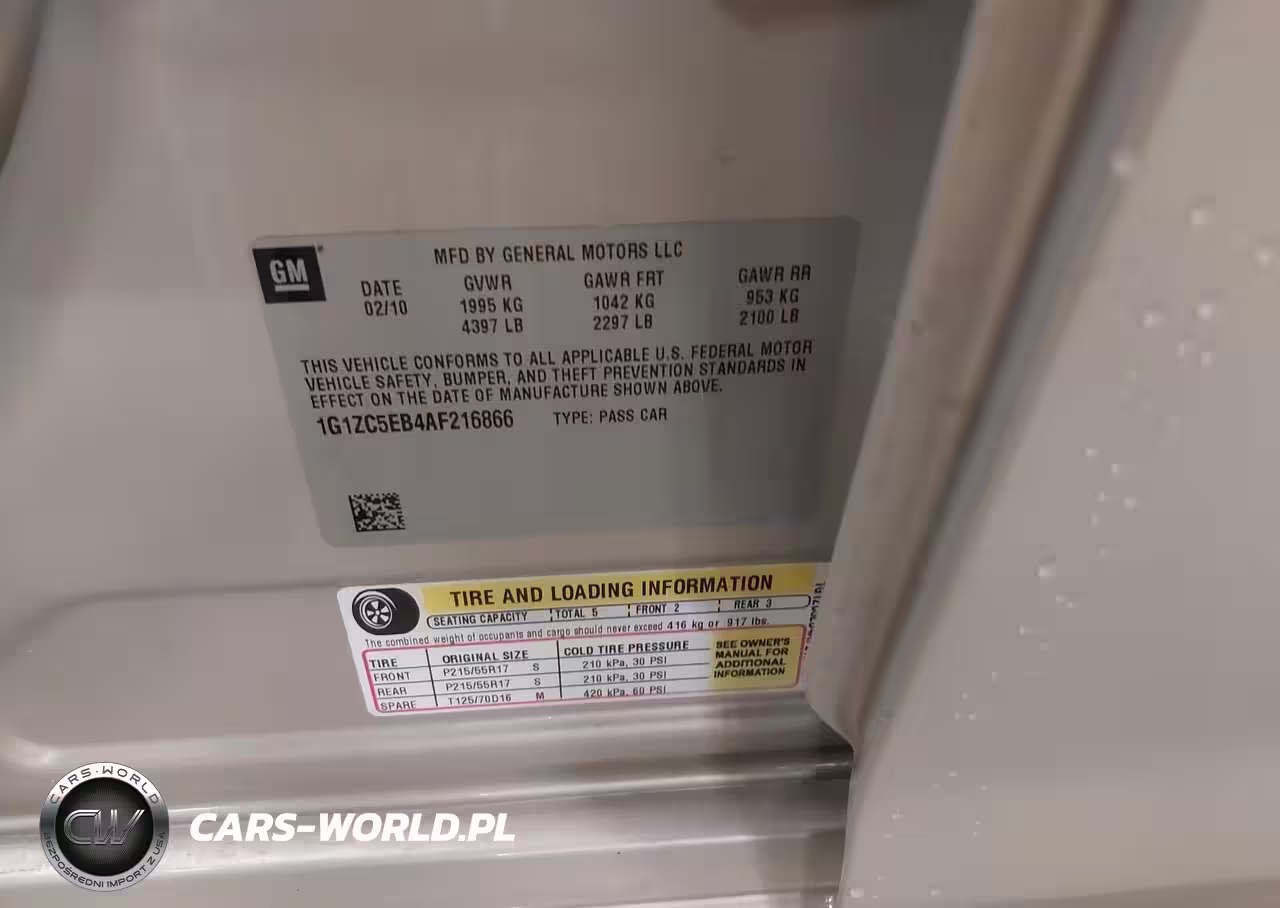 GM
MFD BY GENERAL MOTORS LLC
DATE GVWR GAWR FRT GAWR RR
02/10 1995 KG 1042 KG 953 KG
4397 LB 2297 LB 2100 LB
THIS VEHICLE CONFORMS TO ALL APPLICABLE U.S. FEDERAL MOTOR
VEHICLE SAFETY, BUMPER, AND THEFT PREVENTION STANDARDS IN
EFFECT ON THE DATE OF MANUFACTURE SHOWN ABOVE.
1G1ZC5EB4AF216866 TYPE: PASS CAR
TIRE AND LOADING INFORMATION
SEATING CAPACITY TOTAL 5 FRONT 2 REAR 3
The combined weight of occupants and cargo should never exceed 416 kg or 917 lbs.
TIRE ORIGINAL SIZE COLD TIRE PRESSURE
FRONT P215/55R17 S 210 kPa, 30 PSI
REAR P215/55R17 S 210 kPa, 30 PSI
SPARE T125/70D16 M 420 kPa, 60 PSI
SEE OWNER'S
MANUAL FOR
ADDITIONAL
INFORMATION
CARS-WORLD
CW
BEZPOŚREDNI IMPORT Z USA
CARS-WORLD.PL